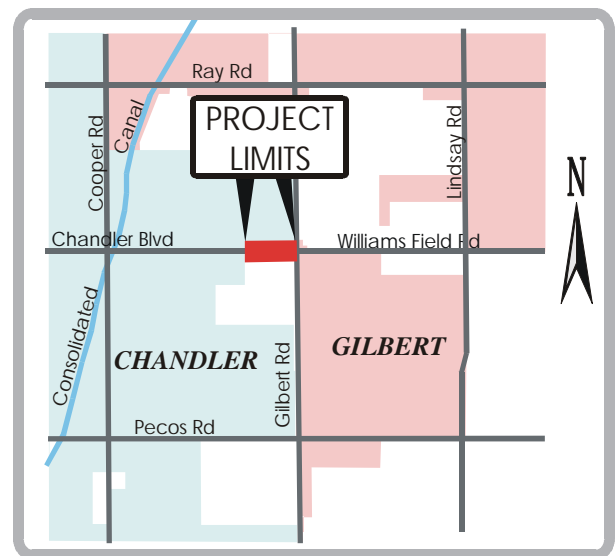 Ray Rd
PROJECT
LIMITS
Canal
Cooper Rd
Lindsay Rd
N
Chandler Blvd
Williams Field Rd
Consolidated
CHANDLER
GILBERT
Gilbert Rd
Pecos Rd